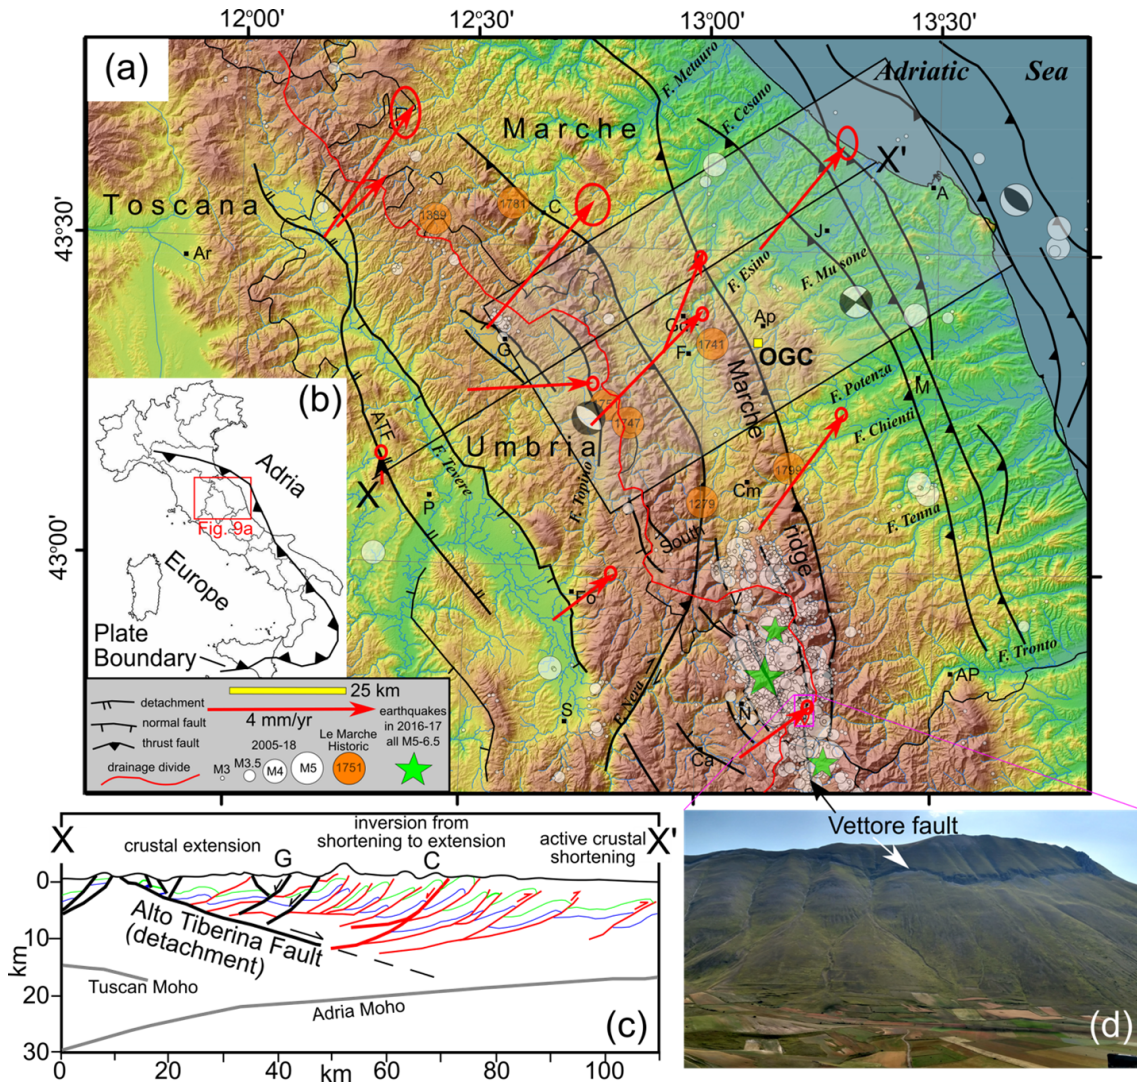 12°00' 12°30' 13°00' 13°30'
(a)
Adriatic Sea
F. Metauro
F. Cesano
Marche
X'
Toscana
43°30'
1781
C
1389
A
J
Ar
F. Esino
F. Musone
Go
Ap
F
1741
OGC
G
Marche
ridge
F. Potenza
M
F. Chienti
ATF
F. Tevere
Umbria
1747
F. Topino
1799
Cm
1279
X
P
43°00'
South
F. Tenna
V
Fo
F. Tronto
AP
F. Nera
S
N
Ca
(b)
Adria
Fig. 9a
Europe
Plate
Boundary
25 km
detachment
4 mm/yr
normal fault
thrust fault
drainage divide
2005-18
M3
M3.5
M4
M5
Le Marche
Historic
1751
earthquakes
in 2016-17
all M5-6.5
Vettore fault
(d)
X X'
crustal extension
inversion from
shortening to extension
active crustal
shortening
G C
0
10
20
30
km
Alto Tiberina Fault
(detachment)
Tuscan Moho
Adria Moho
(c)
0 20 40 60 80 100
km